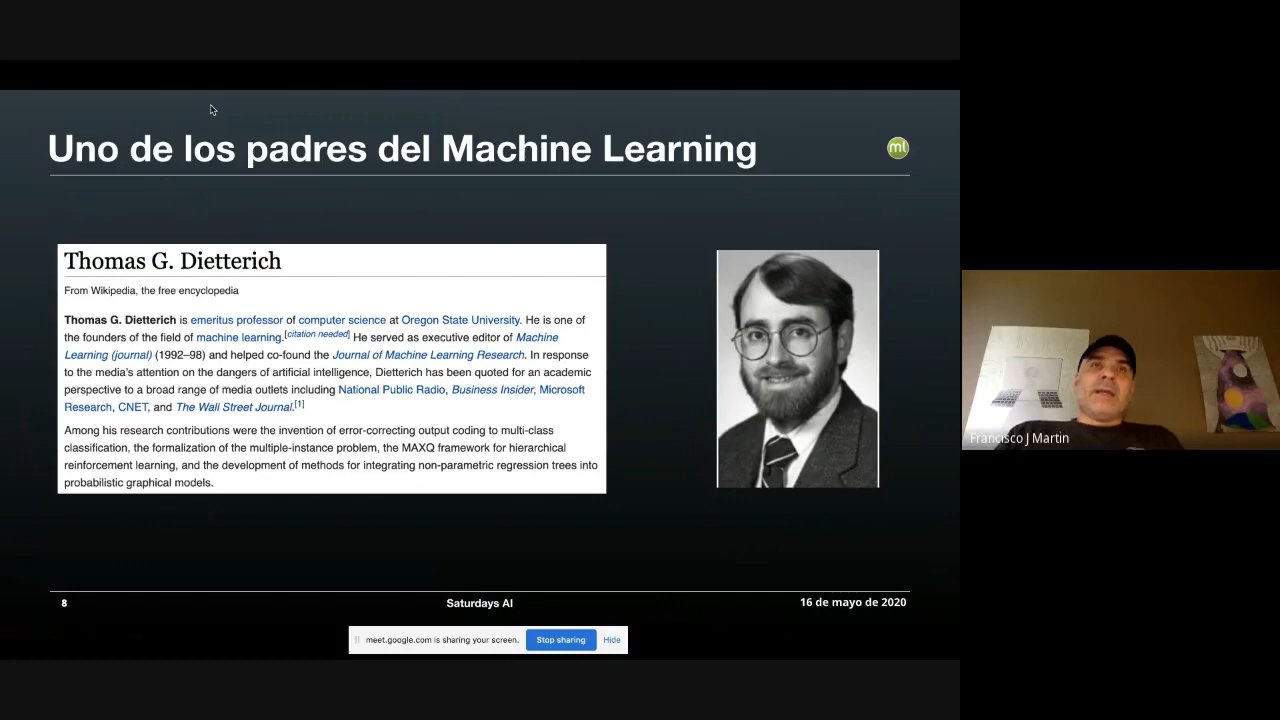 Uno de los padres del Machine Learning
ml
Thomas G. Dietterich
From Wikipedia, the free encyclopedia
Thomas G. Dietterich is emeritus professor of computer science at Oregon State University. He is one of
the founders of the field of machine learning.[citation needed] He served as executive editor of Machine
Learning (journal) (1992–98) and helped co-found the Journal of Machine Learning Research. In response
to the media's attention on the dangers of artificial intelligence, Dietterich has been quoted for an academic
perspective to a broad range of media outlets including National Public Radio, Business Insider, Microsoft
Research, CNET, and The Wall Street Journal.[1]
Among his research contributions were the invention of error-correcting output coding to multi-class
classification, the formalization of the multiple-instance problem, the MAXQ framework for hierarchical
reinforcement learning, and the development of methods for integrating non-parametric regression trees into
probabilistic graphical models.
Francisco J Martin
8
Saturdays AI
16 de mayo de 2020
meet.google.com is sharing your screen.
Stop sharing
Hide